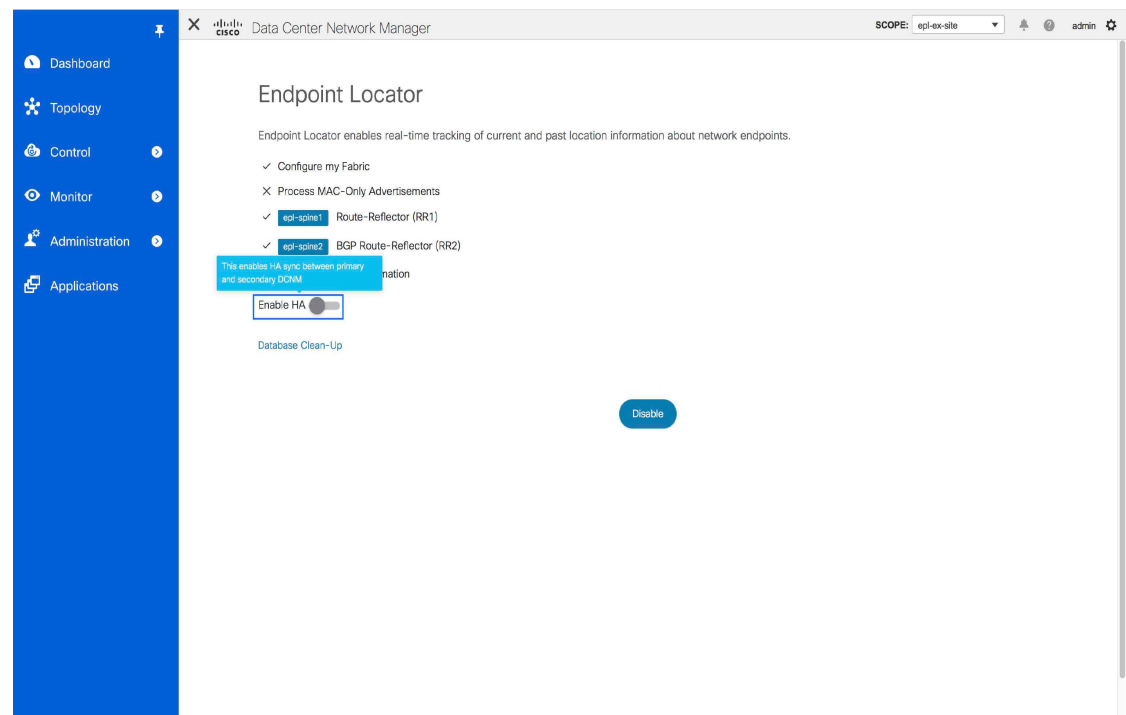 CISCO Data Center Network Manager
SCOPE: epl-ex-site
admin
Dashboard
Topology
Control
Monitor
Administration
Applications
Endpoint Locator
Endpoint Locator enables real-time tracking of current and past location information about network endpoints.
Configure my Fabric
Process MAC-Only Advertisements
epl-spine1 Route-Reflector (RR1)
epl-spine2 BGP Route-Reflector (RR2)
This enables HA sync between primary
and secondary DCNM
Enable HA
Database Clean-Up
Disable